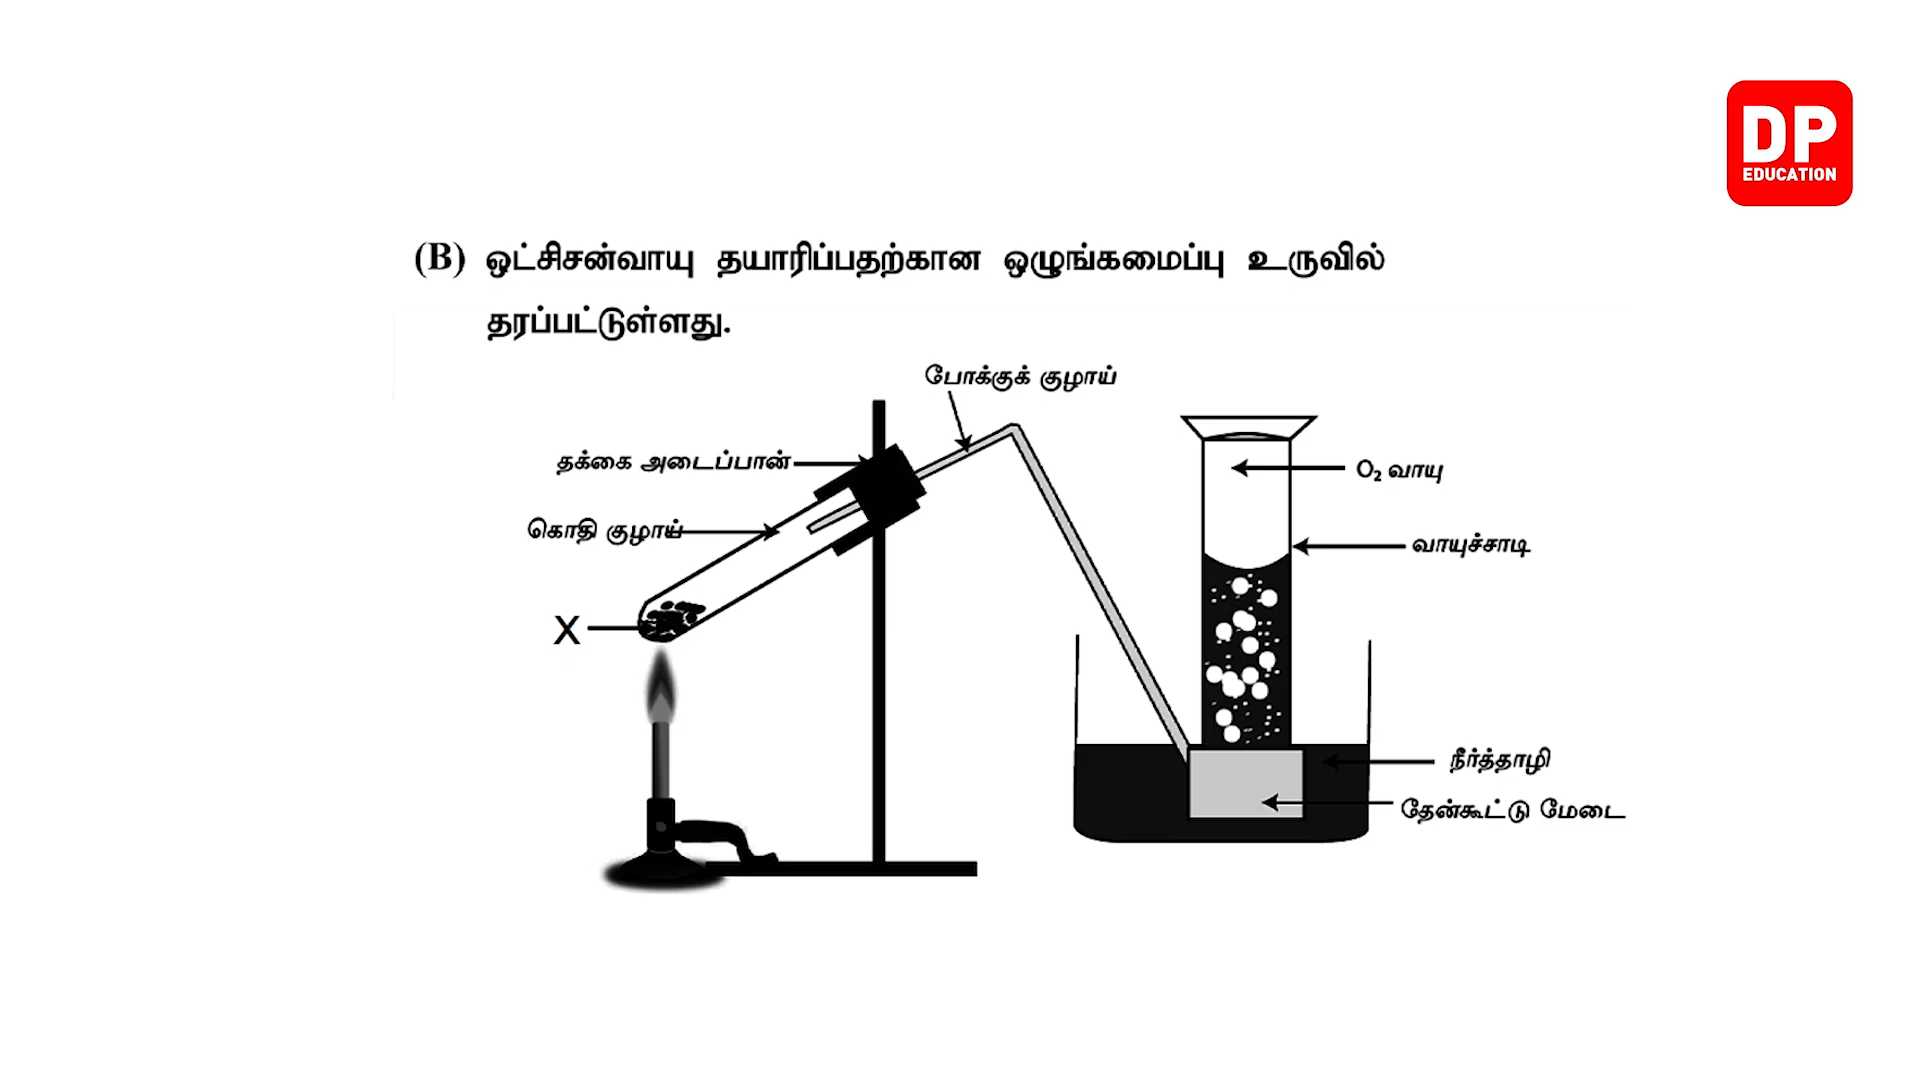 DP
EDUCATION
(B) ஒட்சிசன்வாயு தயாரிப்பதற்கான ஒழுங்கமைப்பு உருவில்
தரப்பட்டுள்ளது.
போக்குக் குழாய்
தக்கை அடைப்பான்
O₂ வாயு
கொதி குழாய்
வாயுச்சாடி
X
நீர்த்தாழி
தேன்கூட்டு மேடை